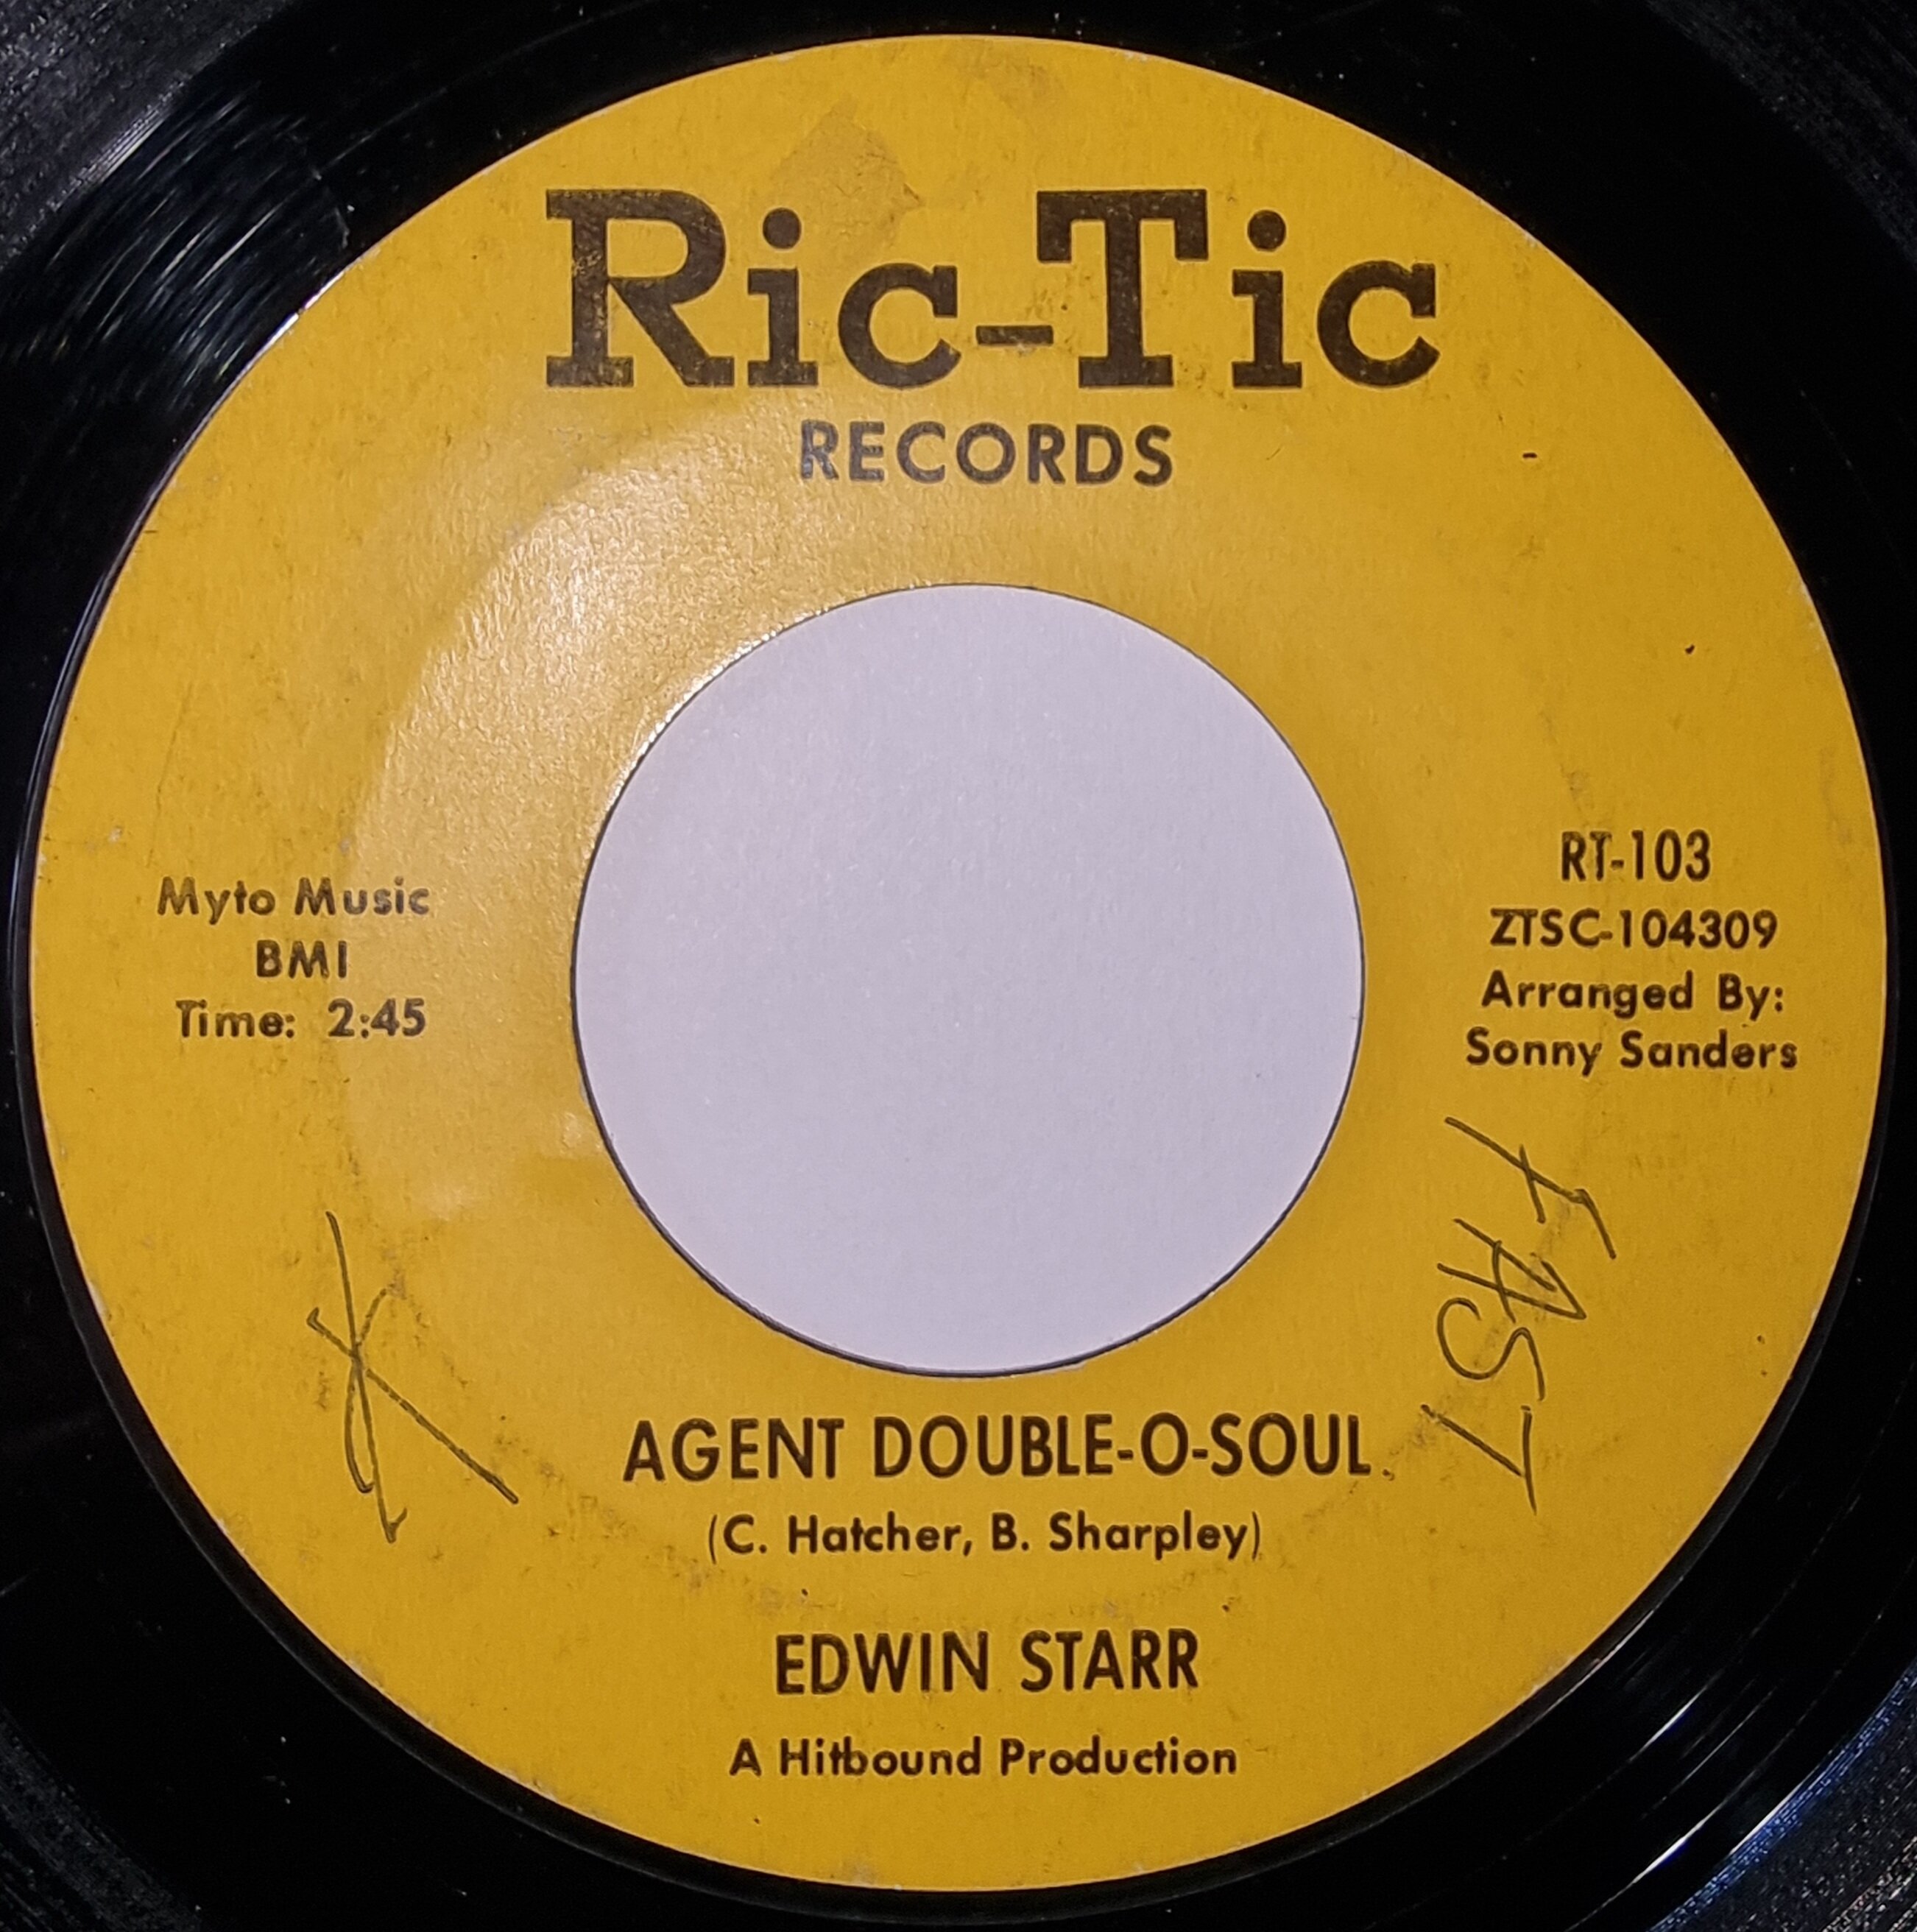 Ric-Tic
RECORDS
Myto Music
BMI
Time: 2:45
RT-103
ZTSC-104309
Arranged By:
Sonny Sanders
FAST
AGENT DOUBLE-O-SOUL
(C. Hatcher, B. Sharpley)
EDWIN STARR
A Hitbound Production